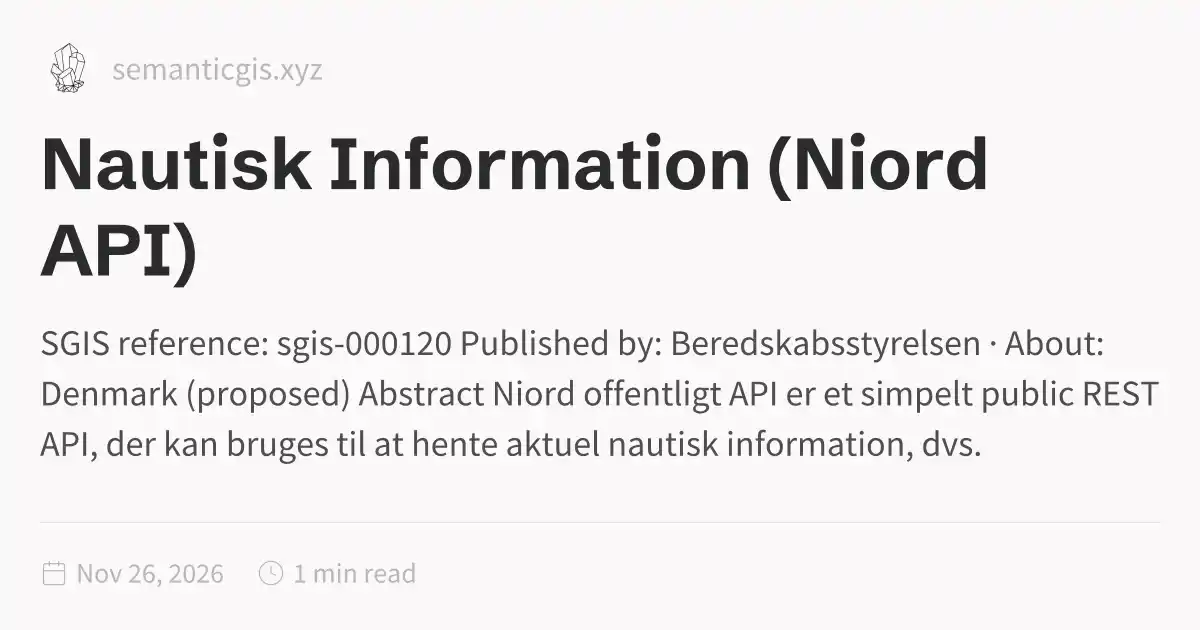 semanticgis.xyz
Nautisk Information (Niord
API)
SGIS reference: sgis-000120 Published by: Beredskabsstyrelsen · About:
Denmark (proposed) Abstract Niord offentligt API er et simpelt public REST
API, der kan bruges til at hente aktuel nautisk information, dvs.
Nov 26, 2026 1 min read